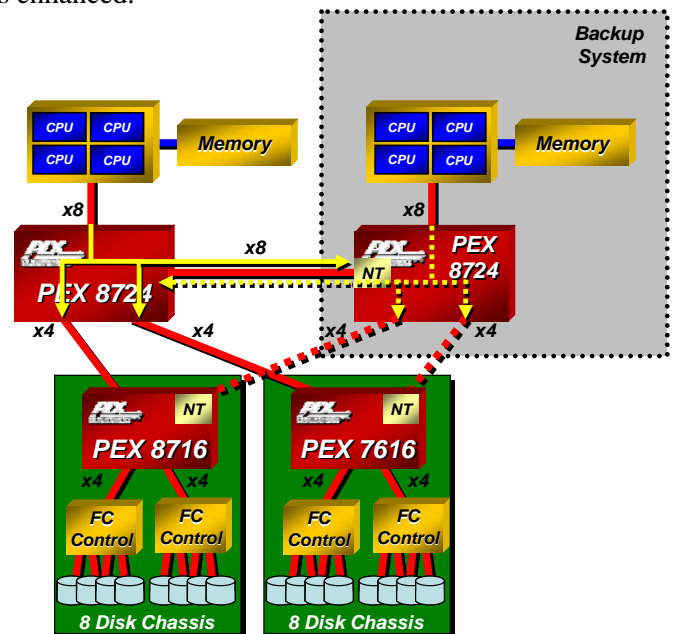 s enhanced.
Backup
System
CPU CPU
CPU CPU
Memory
CPU CPU
CPU CPU
Memory
x8
x8
PEX 8724
x8
NT
PEX
8724
x4
x4
x4
x4
NT
PEX 8716
NT
PEX 7616
x4
x4
x4
x4
FC
Control
FC
Control
FC
Control
FC
Control
8 Disk Chassis
8 Disk Chassis